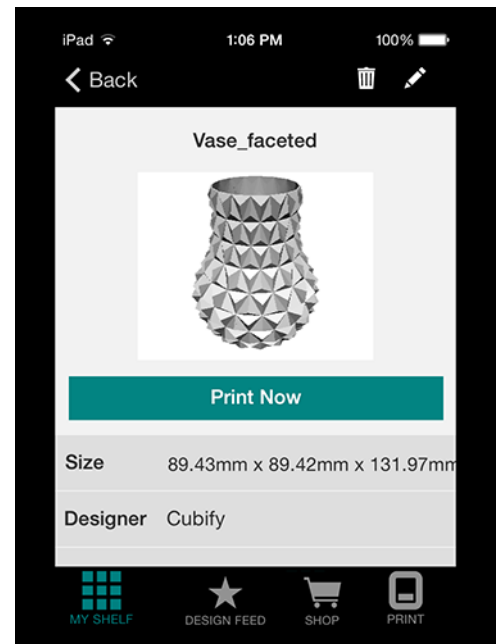 iPad 1:06 PM 100%
Back
Vase_faceted
Print Now
Size 89.43mm x 89.42mm x 131.97mm
Designer Cubify
MY SHELF DESIGN FEED SHOP PRINT